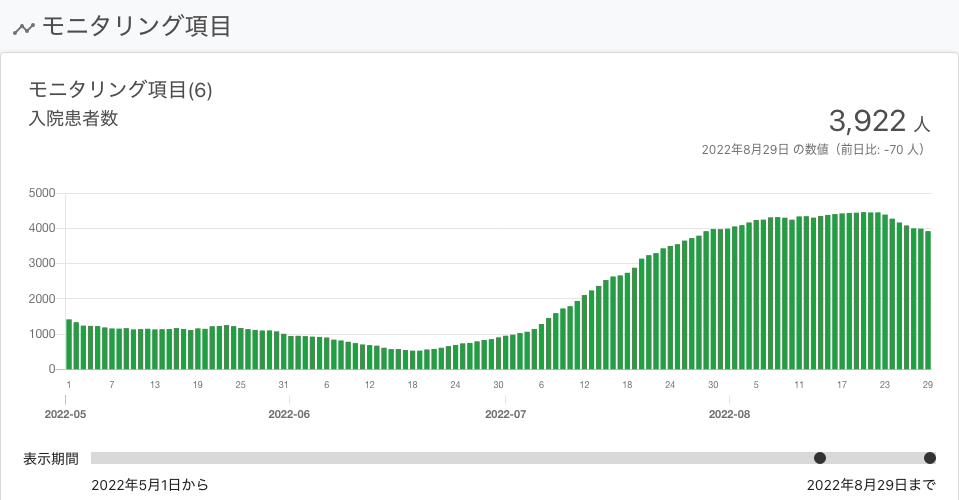 モニタリング項目
モニタリング項目(6)
入院患者数
3,922 人
2022年8月29日 の数値（前日比: -70 人）
5000
4000
3000
2000
1000
0
1 7 13 19 25 31 6 12 18 24 30 6 12 18 24 30 5 11 17 23 29
2022-05 2022-06 2022-07 2022-08
表示期間
2022年5月1日から 2022年8月29日まで